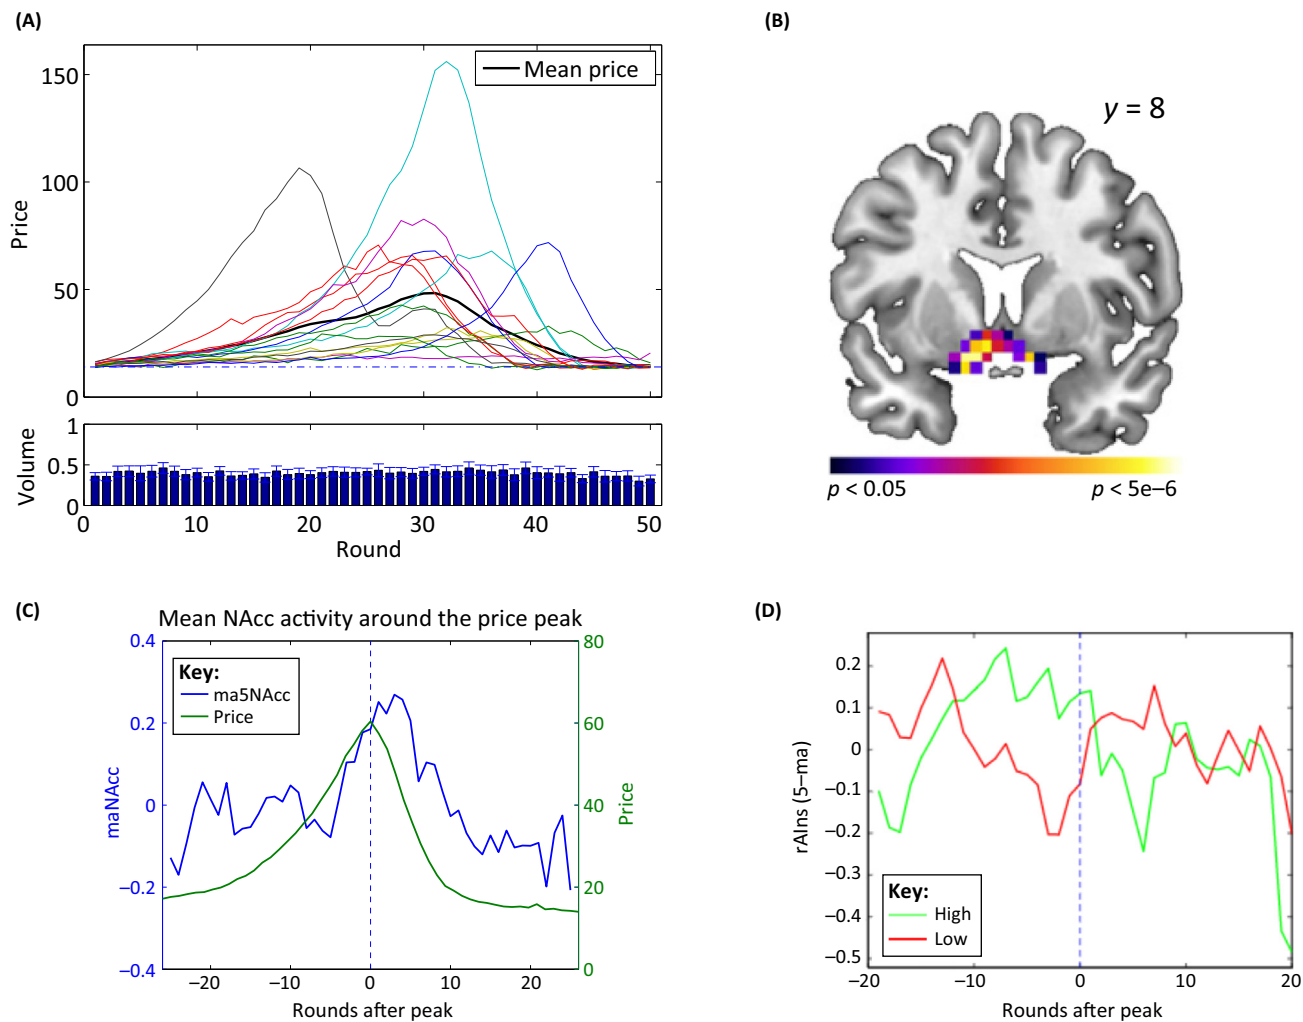 (A)
Mean price
150
100
50
0
Price
1
0.5
0
Volume
0 10 20 30 40 50
Round
(B)
y = 8
p < 0.05
p < 5e–6
(C)
Mean NAcc activity around the price peak
0.4
0.2
0
–0.2
–0.4
maNAcc
Key:
ma5NAcc
Price
80
60
40
20
0
Price
–20 –10 0 10 20
Rounds after peak
(D)
0.2
0.1
0
–0.1
–0.2
–0.3
–0.4
–0.5
rAIns (5–ma)
Key:
High
Low
–20 –10 0 10 20
Rounds after peak